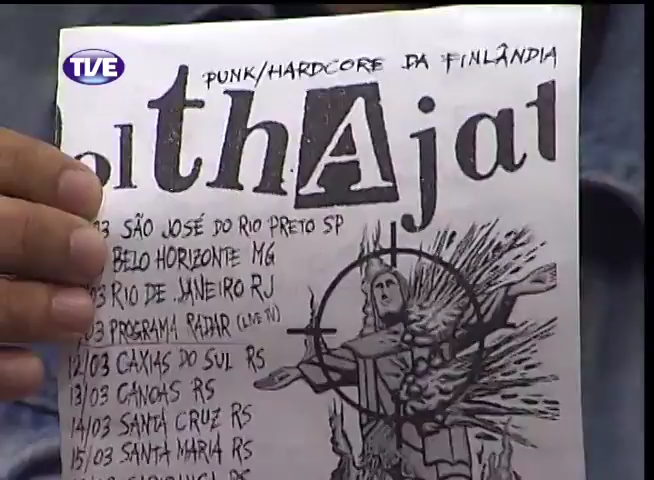 TVE
PUNK/HARDCORE DA FINLÂNDIA
olthAjat
03 SÃO JOSÉ DO RIO PRETO SP
BELO HORIZONTE MG
03 RIO DE JANEIRO RJ
/03 PROGRAMA RADAR (LIVE TV)
12/03 CAXIAS DO SUL RS
13/03 CANOAS RS
14/03 SANTA CRUZ RS
15/03 SANTA MARIA RS